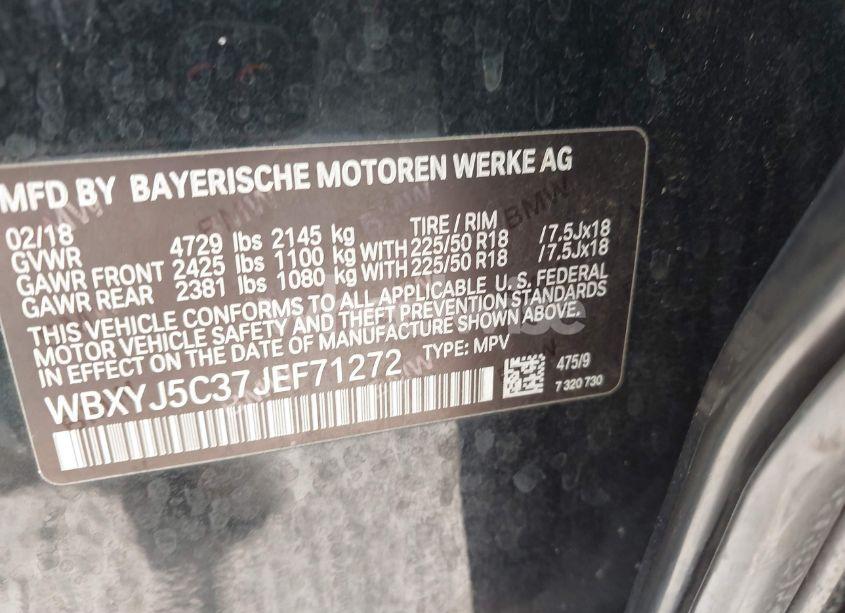 MFD BY BAYERISCHE MOTOREN WERKE AG
02/18 TIRE / RIM
GVWR 4729 lbs 2145 kg
GAWR FRONT 2425 lbs 1100 kg WITH 225/50 R18 /7.5Jx18
GAWR REAR 2381 lbs 1080 kg WITH 225/50 R18 /7.5Jx18
THIS VEHICLE CONFORMS TO ALL APPLICABLE U. S. FEDERAL
MOTOR VEHICLE SAFETY AND THEFT PREVENTION STANDARDS
IN EFFECT ON THE DATE OF MANUFACTURE SHOWN ABOVE.
WBXYJ5C37JEF71272 TYPE: MPV
475/9
7 320 730